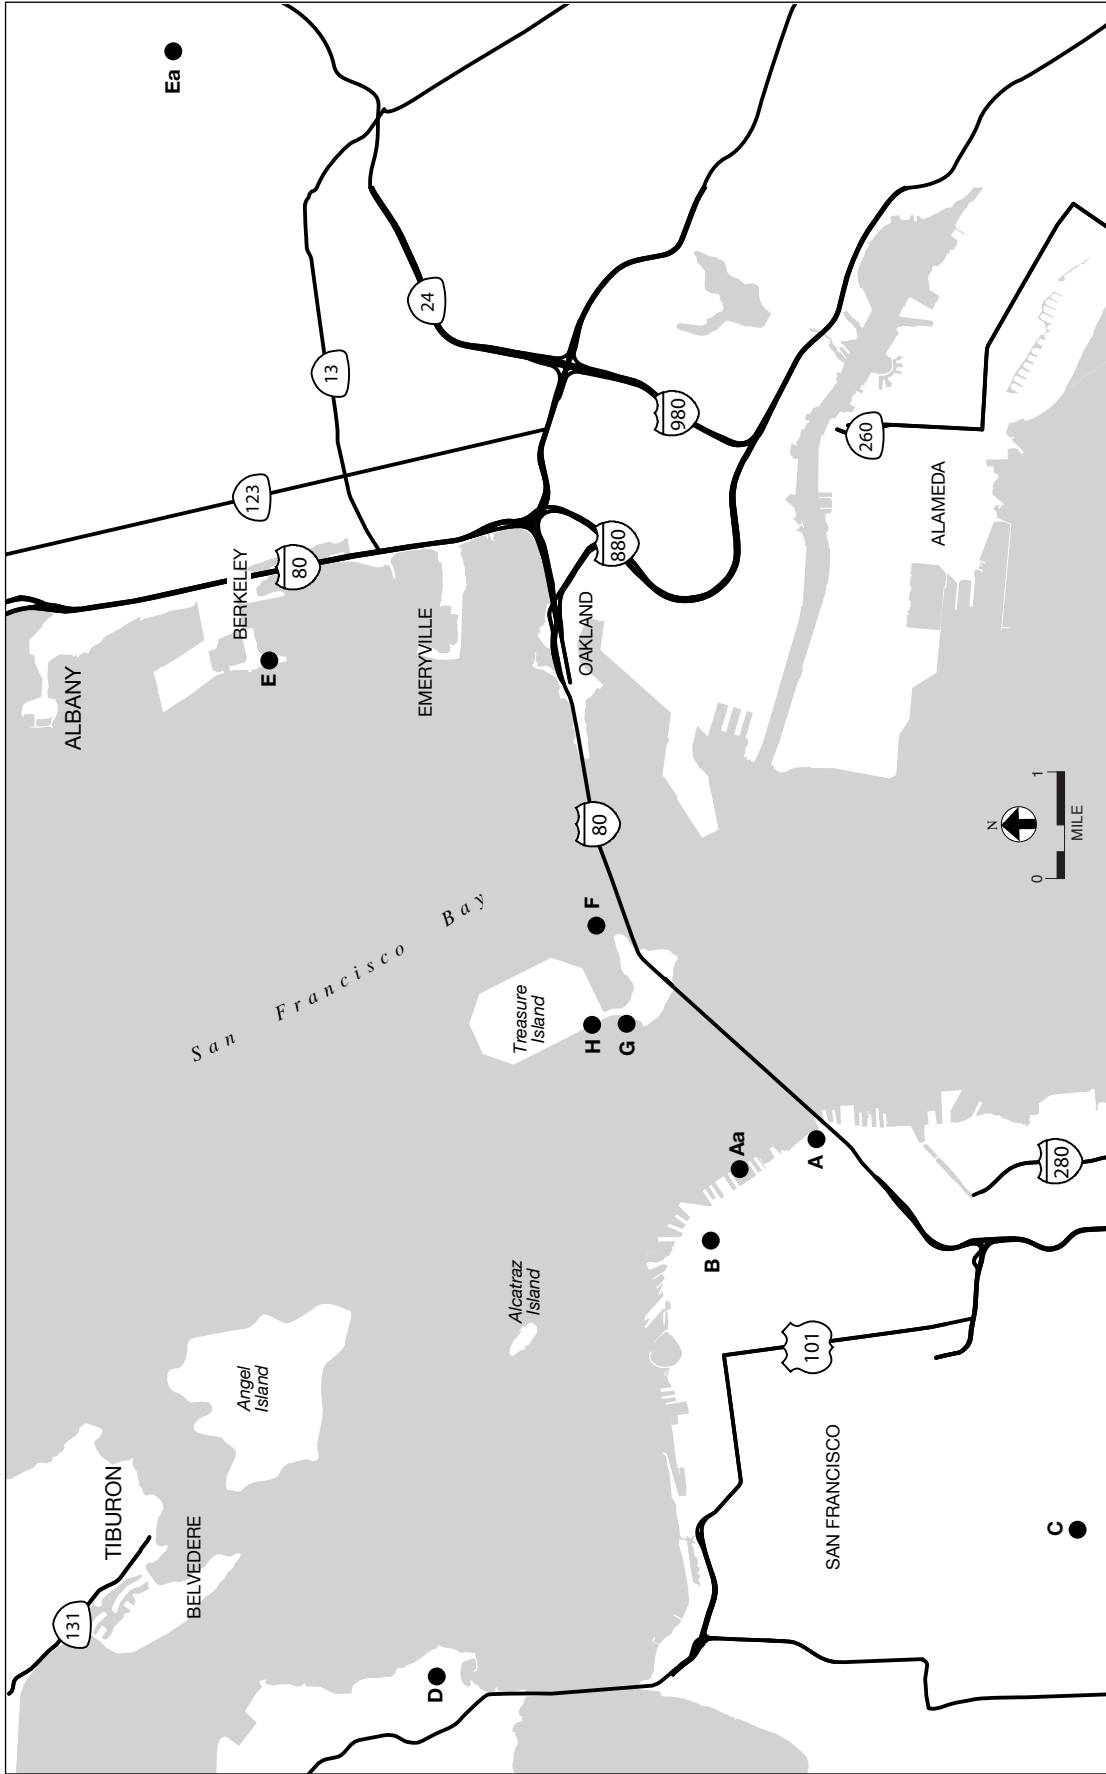 131
TIBURON
BELVEDERE
Angel
Island
Alcatraz
Island
San Francisco Bay
ALBANY
BERKELEY
EMERYVILLE
OAKLAND
ALAMEDA
SAN FRANCISCO
Treasure
Island
80
123
13
24
980
880
260
80
101
280
A
Aa
B
C
D
E
Ea
F
G
H
N
0
1
MILE